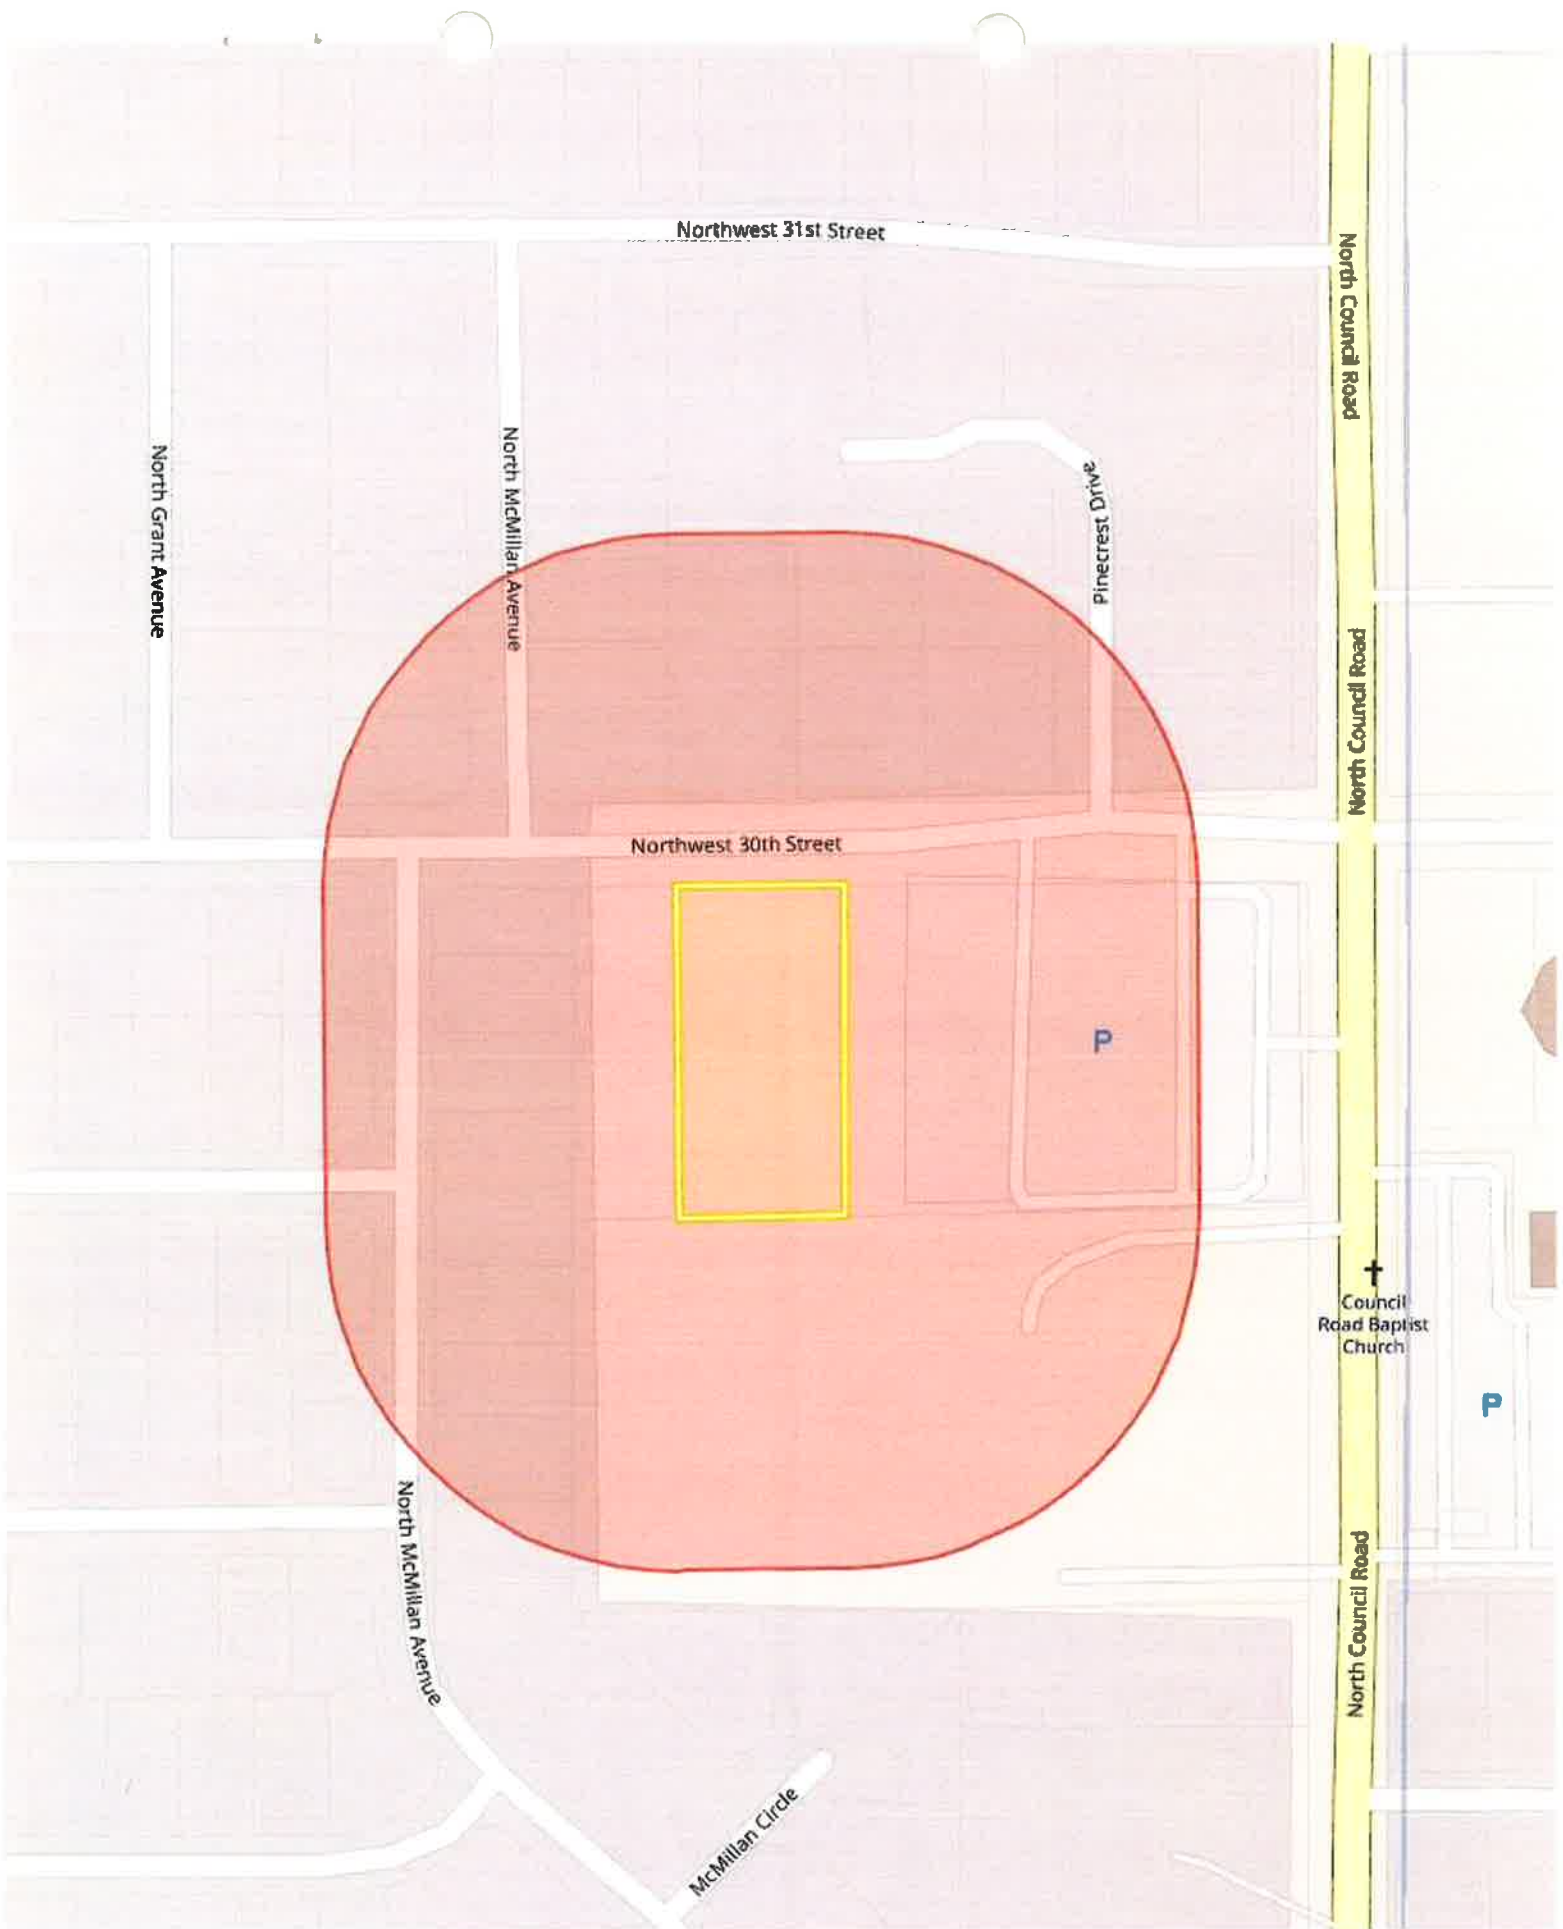 Northwest 31st Street
North Council Road
North Grant Avenue
North McMillan Avenue
Pinecrest Drive
North Council Road
Northwest 30th Street
P
Council
Road Baptist
Church
P
North McMillan Avenue
North Council Road
McMillan Circle